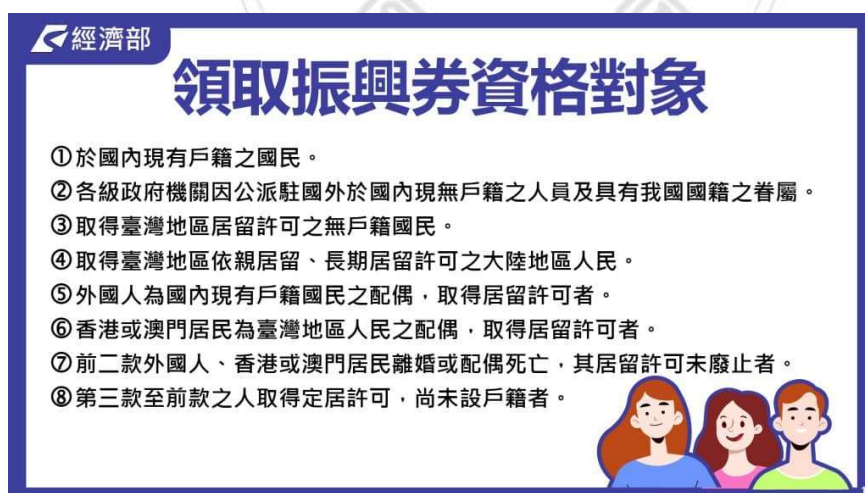 經濟部
領取振興券資格對象
①於國內現有戶籍之國民。
②各級政府機關因公派駐國外於國內現無戶籍之人員及具有我國國籍之眷屬。
③取得臺灣地區居留許可之無戶籍國民。
④取得臺灣地區依親居留、長期居留許可之大陸地區人民。
⑤外國人為國內現有戶籍國民之配偶，取得居留許可者。
⑥香港或澳門居民為臺灣地區人民之配偶，取得居留許可者。
⑦前二款外國人、香港或澳門居民離婚或配偶死亡，其居留許可未廢止者。
⑧第三款至前款之人取得定居許可，尚未設戶籍者。